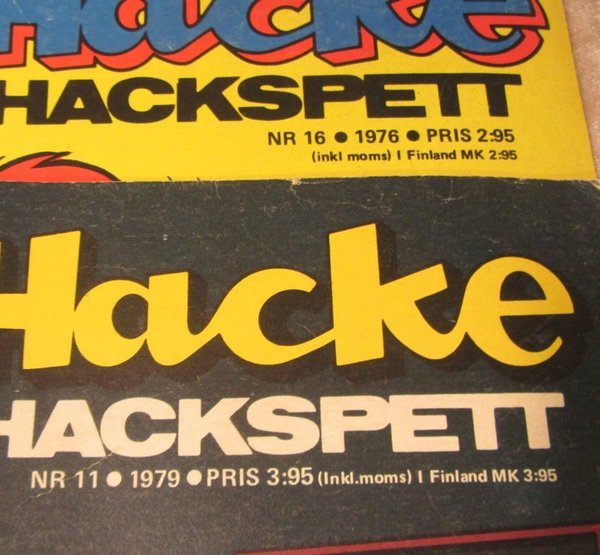 Hacke
HACKSPETT
NR 16 ● 1976 ● PRIS 2:95
(inkl moms) I Finland MK 2:95
Hacke
HACKSPETT
NR 11 ● 1979 ● PRIS 3:95 (Inkl.moms) I Finland MK 3:95